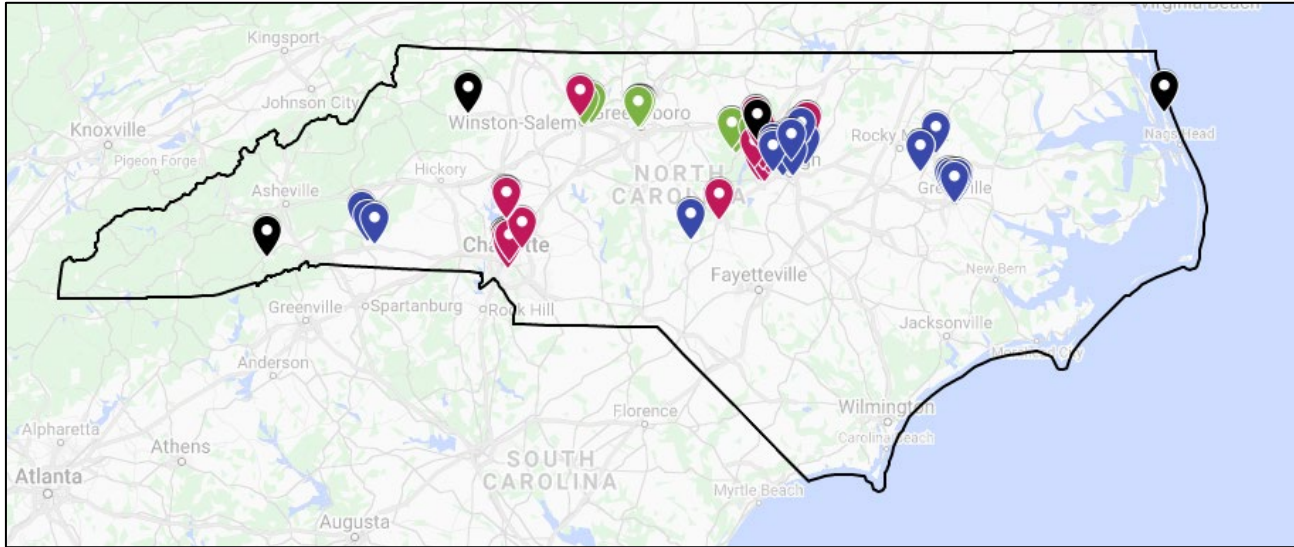 Virginia Beach
Kingsport
Johnson City
Winston-Salem
Knoxville
Rocky
Nags Head
Pigeon Forge
Hickory
NORTH
CAROLINA
Asheville
Fayetteville
New Bern
Greenville
Spartanburg
Rock Hill
Jacksonville
Anderson
Florence
Wilmington
Carolina Beach
Alpharetta
Athens
SOUTH
CAROLINA
Atlanta
Myrtle Beach
Augusta